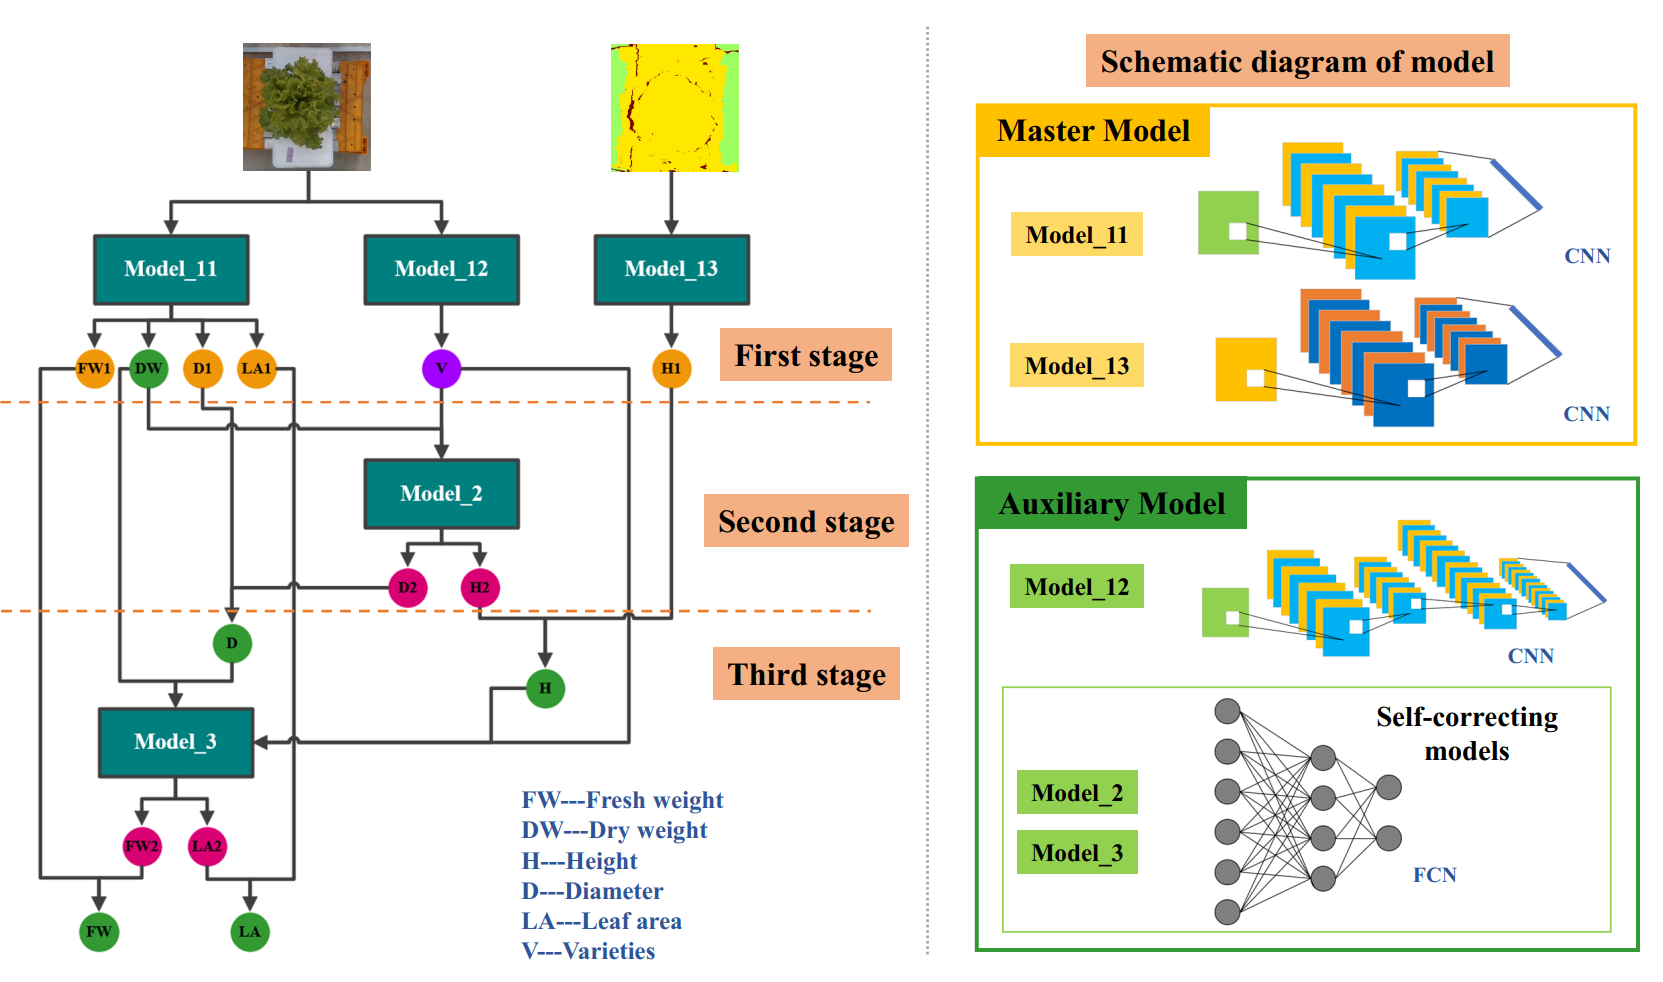 Schematic diagram of model
Master Model
Model_11
CNN
Model_13
CNN
Auxiliary Model
Model_12
CNN
Self-correcting
models
Model_2
Model_3
FCN
Model_11
Model_12
Model_13
FW1
DW
D1
LA1
V
H1
First stage
Model_2
Second stage
D2
H2
D
Third stage
H
Model_3
FW2
LA2
FW
LA
FW---Fresh weight
DW---Dry weight
H---Height
D---Diameter
LA---Leaf area
V---Varieties